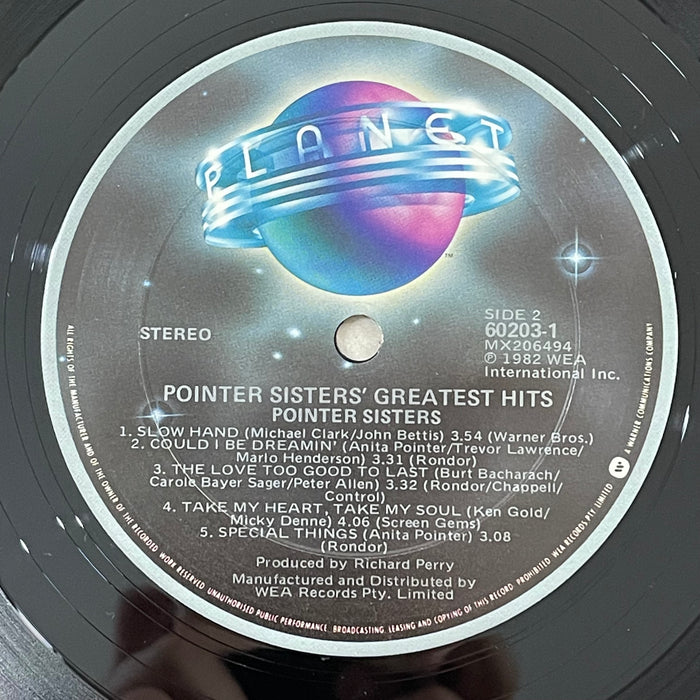 PLANET
™
STEREO
SIDE 2
60203-1
MX206494
℗ 1982 WEA
International Inc.
POINTER SISTERS' GREATEST HITS
POINTER SISTERS
1. SLOW HAND (Michael Clark/John Bettis) 3.54 (Warner Bros.)
2. COULD I BE DREAMIN' (Anita Pointer/Trevor Lawrence/
Marlo Henderson) 3.31 (Rondor)
3. THE LOVE TOO GOOD TO LAST (Burt Bacharach/
Carole Bayer Sager/Peter Allen) 3.32 (Rondor/Chappell/
Control)
4. TAKE MY HEART, TAKE MY SOUL (Ken Gold/
Micky Denne) 4.06 (Screen Gems)
5. SPECIAL THINGS (Anita Pointer) 3.08
(Rondor)
Produced by Richard Perry
Manufactured and Distributed by
WEA Records Pty. Limited
ALL RIGHTS OF THE MANUFACTURER AND OF THE OWNER OF THE RECORDED WORK RESERVED. UNAUTHORISED PUBLIC PERFORMANCE, BROADCASTING, LEASING AND COPYING OF THIS RECORD PROHIBITED. WEA RECORDS PTY. LIMITED
A WARNER COMMUNICATIONS COMPANY